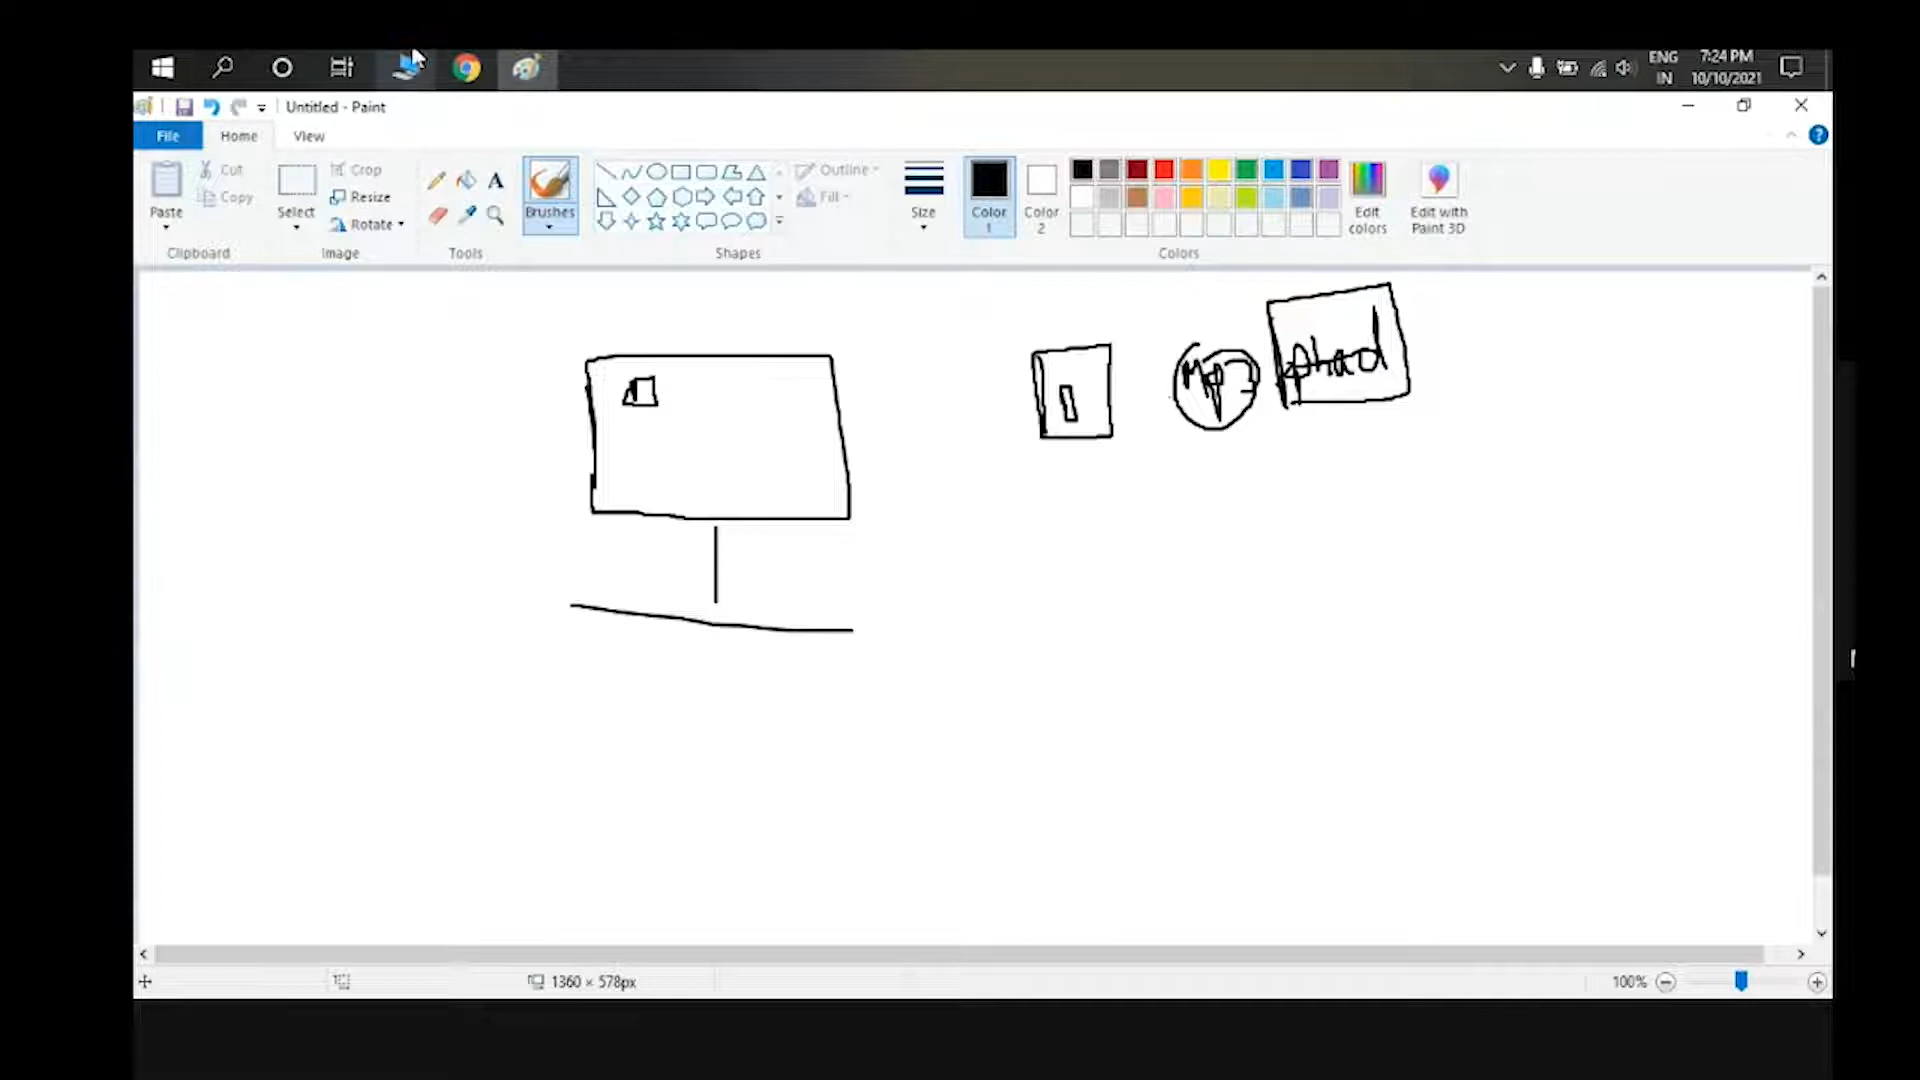 ENG
7:24 PM
IN
10/10/2021
Untitled - Paint
File
Home
View
Paste
Cut
Copy
Clipboard
Select
Crop
Resize
Rotate
Image
Tools
Brushes
Outline
Fill
Shapes
Size
Color
1
Color
2
Edit
colors
Edit with
Paint 3D
Colors
1360 × 578px
100%